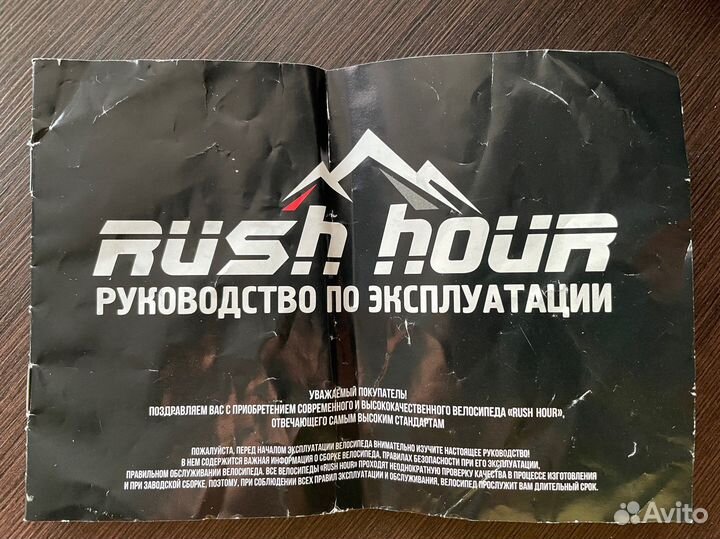 RUSH HOUR
РУКОВОДСТВО ПО ЭКСПЛУАТАЦИИ
УВАЖАЕМЫЙ ПОКУПАТЕЛЬ!
ПОЗДРАВЛЯЕМ ВАС С ПРИОБРЕТЕНИЕМ СОВРЕМЕННОГО И ВЫСОКОКАЧЕСТВЕННОГО ВЕЛОСИПЕДА «RUSH HOUR»,
ОТВЕЧАЮЩЕГО САМЫМ ВЫСОКИМ СТАНДАРТАМ
ПОЖАЛУЙСТА, ПЕРЕД НАЧАЛОМ ЭКСПЛУАТАЦИИ ВЕЛОСИПЕДА ВНИМАТЕЛЬНО ИЗУЧИТЕ НАСТОЯЩЕЕ РУКОВОДСТВО!
В НЕМ СОДЕРЖИТСЯ ВАЖНАЯ ИНФОРМАЦИЯ О СБОРКЕ ВЕЛОСИПЕДА, ПРАВИЛАХ БЕЗОПАСНОСТИ ПРИ ЕГО ЭКСПЛУАТАЦИИ,
ПРАВИЛЬНОМ ОБСЛУЖИВАНИИ ВЕЛОСИПЕДА. ВСЕ ВЕЛОСИПЕДЫ «RUSH HOUR» ПРОХОДЯТ НЕОДНОКРАТНУЮ ПРОВЕРКУ КАЧЕСТВА В ПРОЦЕССЕ ИЗГОТОВЛЕНИЯ
И ПРИ ЗАВОДСКОЙ СБОРКЕ, ПОЭТОМУ, ПРИ СОБЛЮДЕНИИ ВСЕХ ПРАВИЛ ЭКСПЛУАТАЦИИ И ОБСЛУЖИВАНИЯ, ВЕЛОСИПЕД ПРОСЛУЖИТ ВАМ ДЛИТЕЛЬНЫЙ СРОК.
Avito